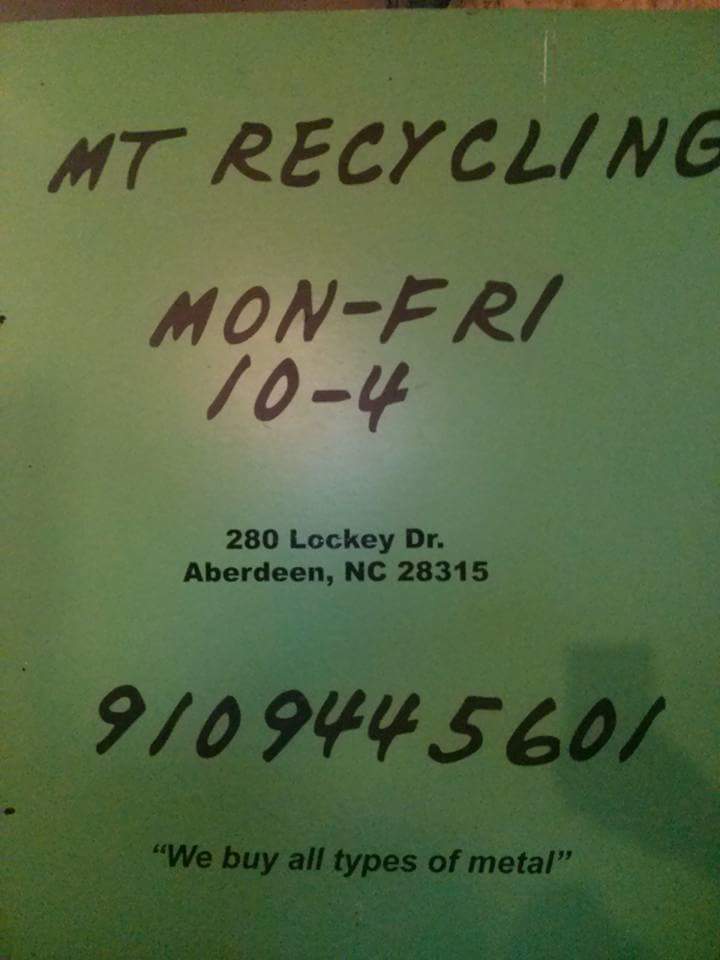 MT RECYCLING
MON-FRI
10-4
280 Lockey Dr.
Aberdeen, NC 28315
9109445601
“We buy all types of metal”